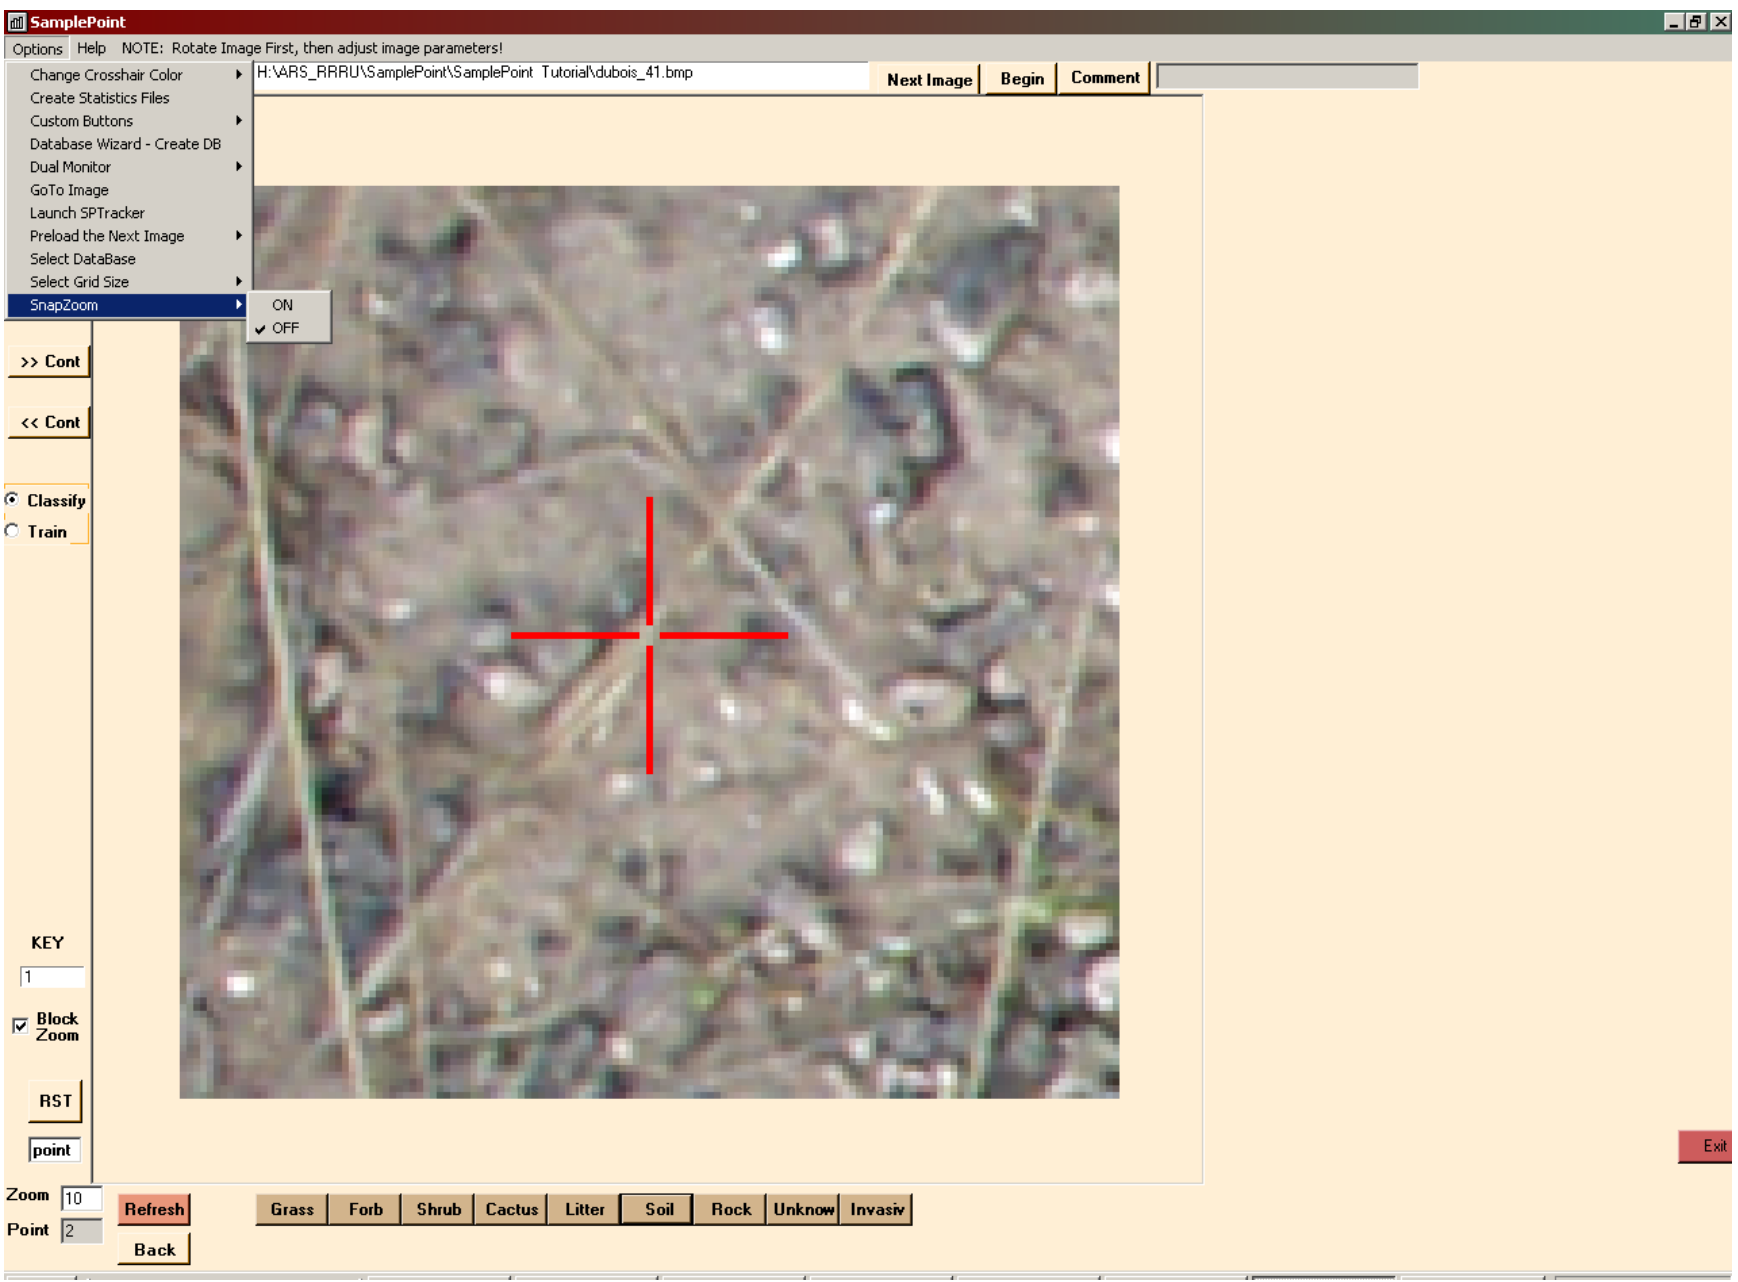 SamplePoint
Options Help NOTE: Rotate Image First, then adjust image parameters!
Change Crosshair Color
Create Statistics Files
Custom Buttons
Database Wizard - Create DB
Dual Monitor
GoTo Image
Launch SPTracker
Preload the Next Image
Select DataBase
Select Grid Size
SnapZoom
ON
OFF
H:\ARS_RRRU\SamplePoint\SamplePoint Tutorial\dubois_41.bmp
Next Image Begin Comment
>> Cont
<< Cont
Classify
Train
KEY
1
Block
Zoom
RST
point
Exit
Zoom 10
Point 2
Refresh
Back
Grass Forb Shrub Cactus Litter Soil Rock Unknow Invasiv